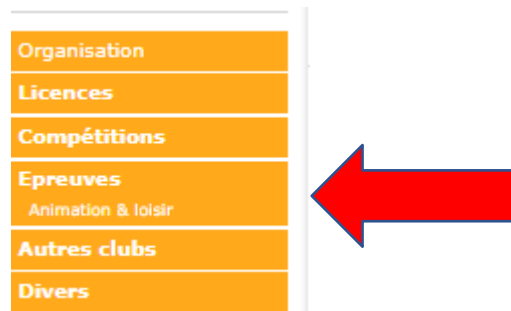 Organisation
Licences
Compétitions
Epreuves
Animation & loisir
Autres clubs
Divers